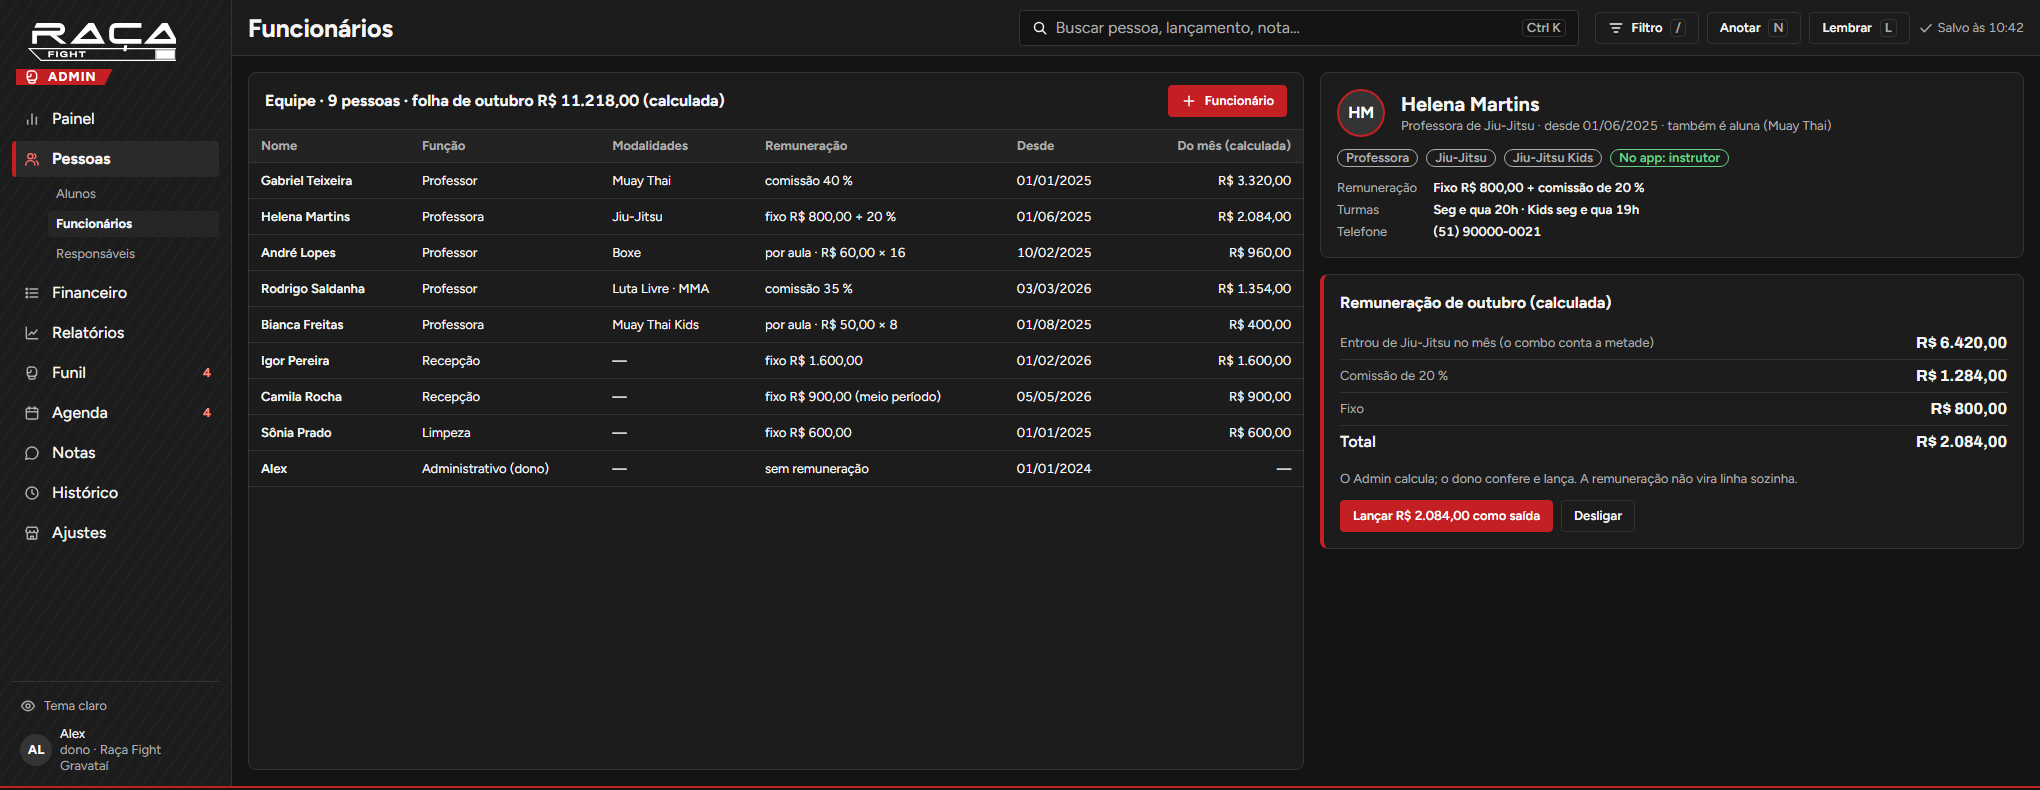 RAÇA
FIGHT
ADMIN
Painel
Pessoas
Alunos
Funcionários
Responsáveis
Financeiro
Relatórios
Funil 4
Agenda 4
Notas
Histórico
Ajustes
Tema claro
AL
Alex
dono · Raça Fight
Gravataí
Funcionários
Buscar pessoa, lançamento, nota... Ctrl K
Filtro /
Anotar N
Lembrar L
Salvo às 10:42
Equipe · 9 pessoas · folha de outubro R$ 11.218,00 (calculada)
+ Funcionário
Nome Função Modalidades Remuneração Desde Do mês (calculada)
Gabriel Teixeira Professor Muay Thai comissão 40 % 01/01/2025 R$ 3.320,00
Helena Martins Professora Jiu-Jitsu fixo R$ 800,00 + 20 % 01/06/2025 R$ 2.084,00
André Lopes Professor Boxe por aula · R$ 60,00 × 16 10/02/2025 R$ 960,00
Rodrigo Saldanha Professor Luta Livre · MMA comissão 35 % 03/03/2026 R$ 1.354,00
Bianca Freitas Professora Muay Thai Kids por aula · R$ 50,00 × 8 01/08/2025 R$ 400,00
Igor Pereira Recepção — fixo R$ 1.600,00 01/02/2026 R$ 1.600,00
Camila Rocha Recepção — fixo R$ 900,00 (meio período) 05/05/2026 R$ 900,00
Sônia Prado Limpeza — fixo R$ 600,00 01/01/2025 R$ 600,00
Alex Administrativo (dono) — sem remuneração 01/01/2024 —
HM
Helena Martins
Professora de Jiu-Jitsu · desde 01/06/2025 · também é aluna (Muay Thai)
Professora Jiu-Jitsu Jiu-Jitsu Kids No app: instrutor
Remuneração Fixo R$ 800,00 + comissão de 20 %
Turmas Seg e qua 20h · Kids seg e qua 19h
Telefone (51) 90000-0021
Remuneração de outubro (calculada)
Entrou de Jiu-Jitsu no mês (o combo conta a metade) R$ 6.420,00
Comissão de 20 % R$ 1.284,00
Fixo R$ 800,00
Total R$ 2.084,00
O Admin calcula; o dono confere e lança. A remuneração não vira linha sozinha.
Lançar R$ 2.084,00 como saída
Desligar